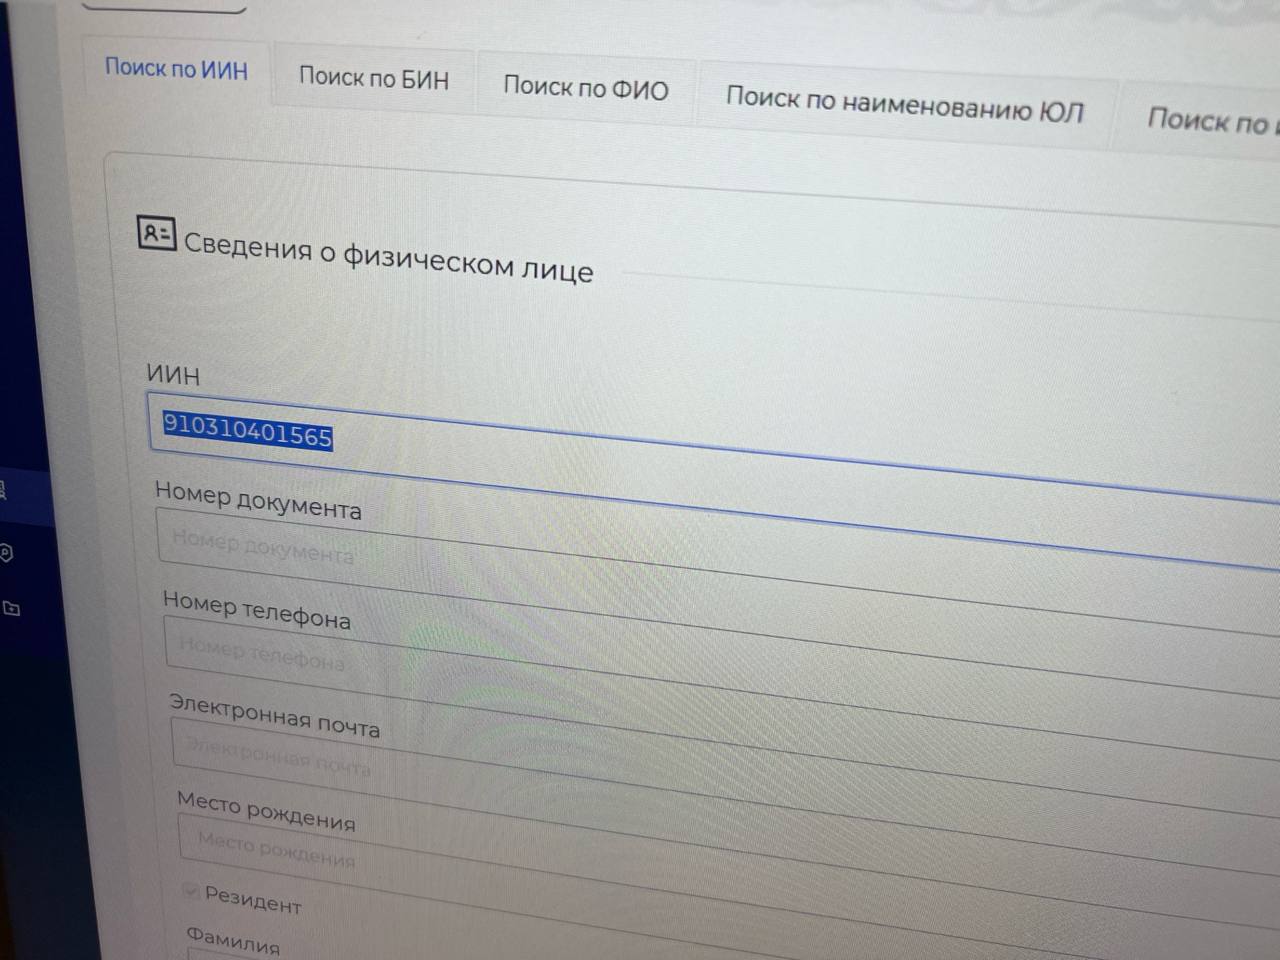 Поиск по ИИН
Поиск по БИН
Поиск по ФИО
Поиск по наименованию ЮЛ
Поиск по
Сведения о физическом лице
ИИН
910310401565
Номер документа
Номер документа
Номер телефона
Номер телефона
Электронная почта
Электронная почта
Место рождения
Место рождения
Резидент
Фамилия